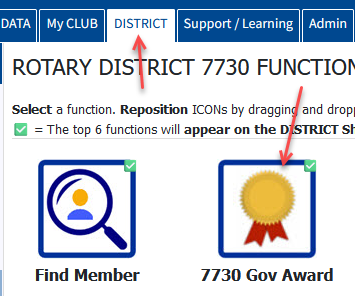 DATA My CLUB DISTRICT Support / Learning Admin
ROTARY DISTRICT 7730 FUNCTION
Select a function. Reposition ICONs by dragging and dropp
= The top 6 functions will appear on the DISTRICT Sh
Find Member 7730 Gov Award